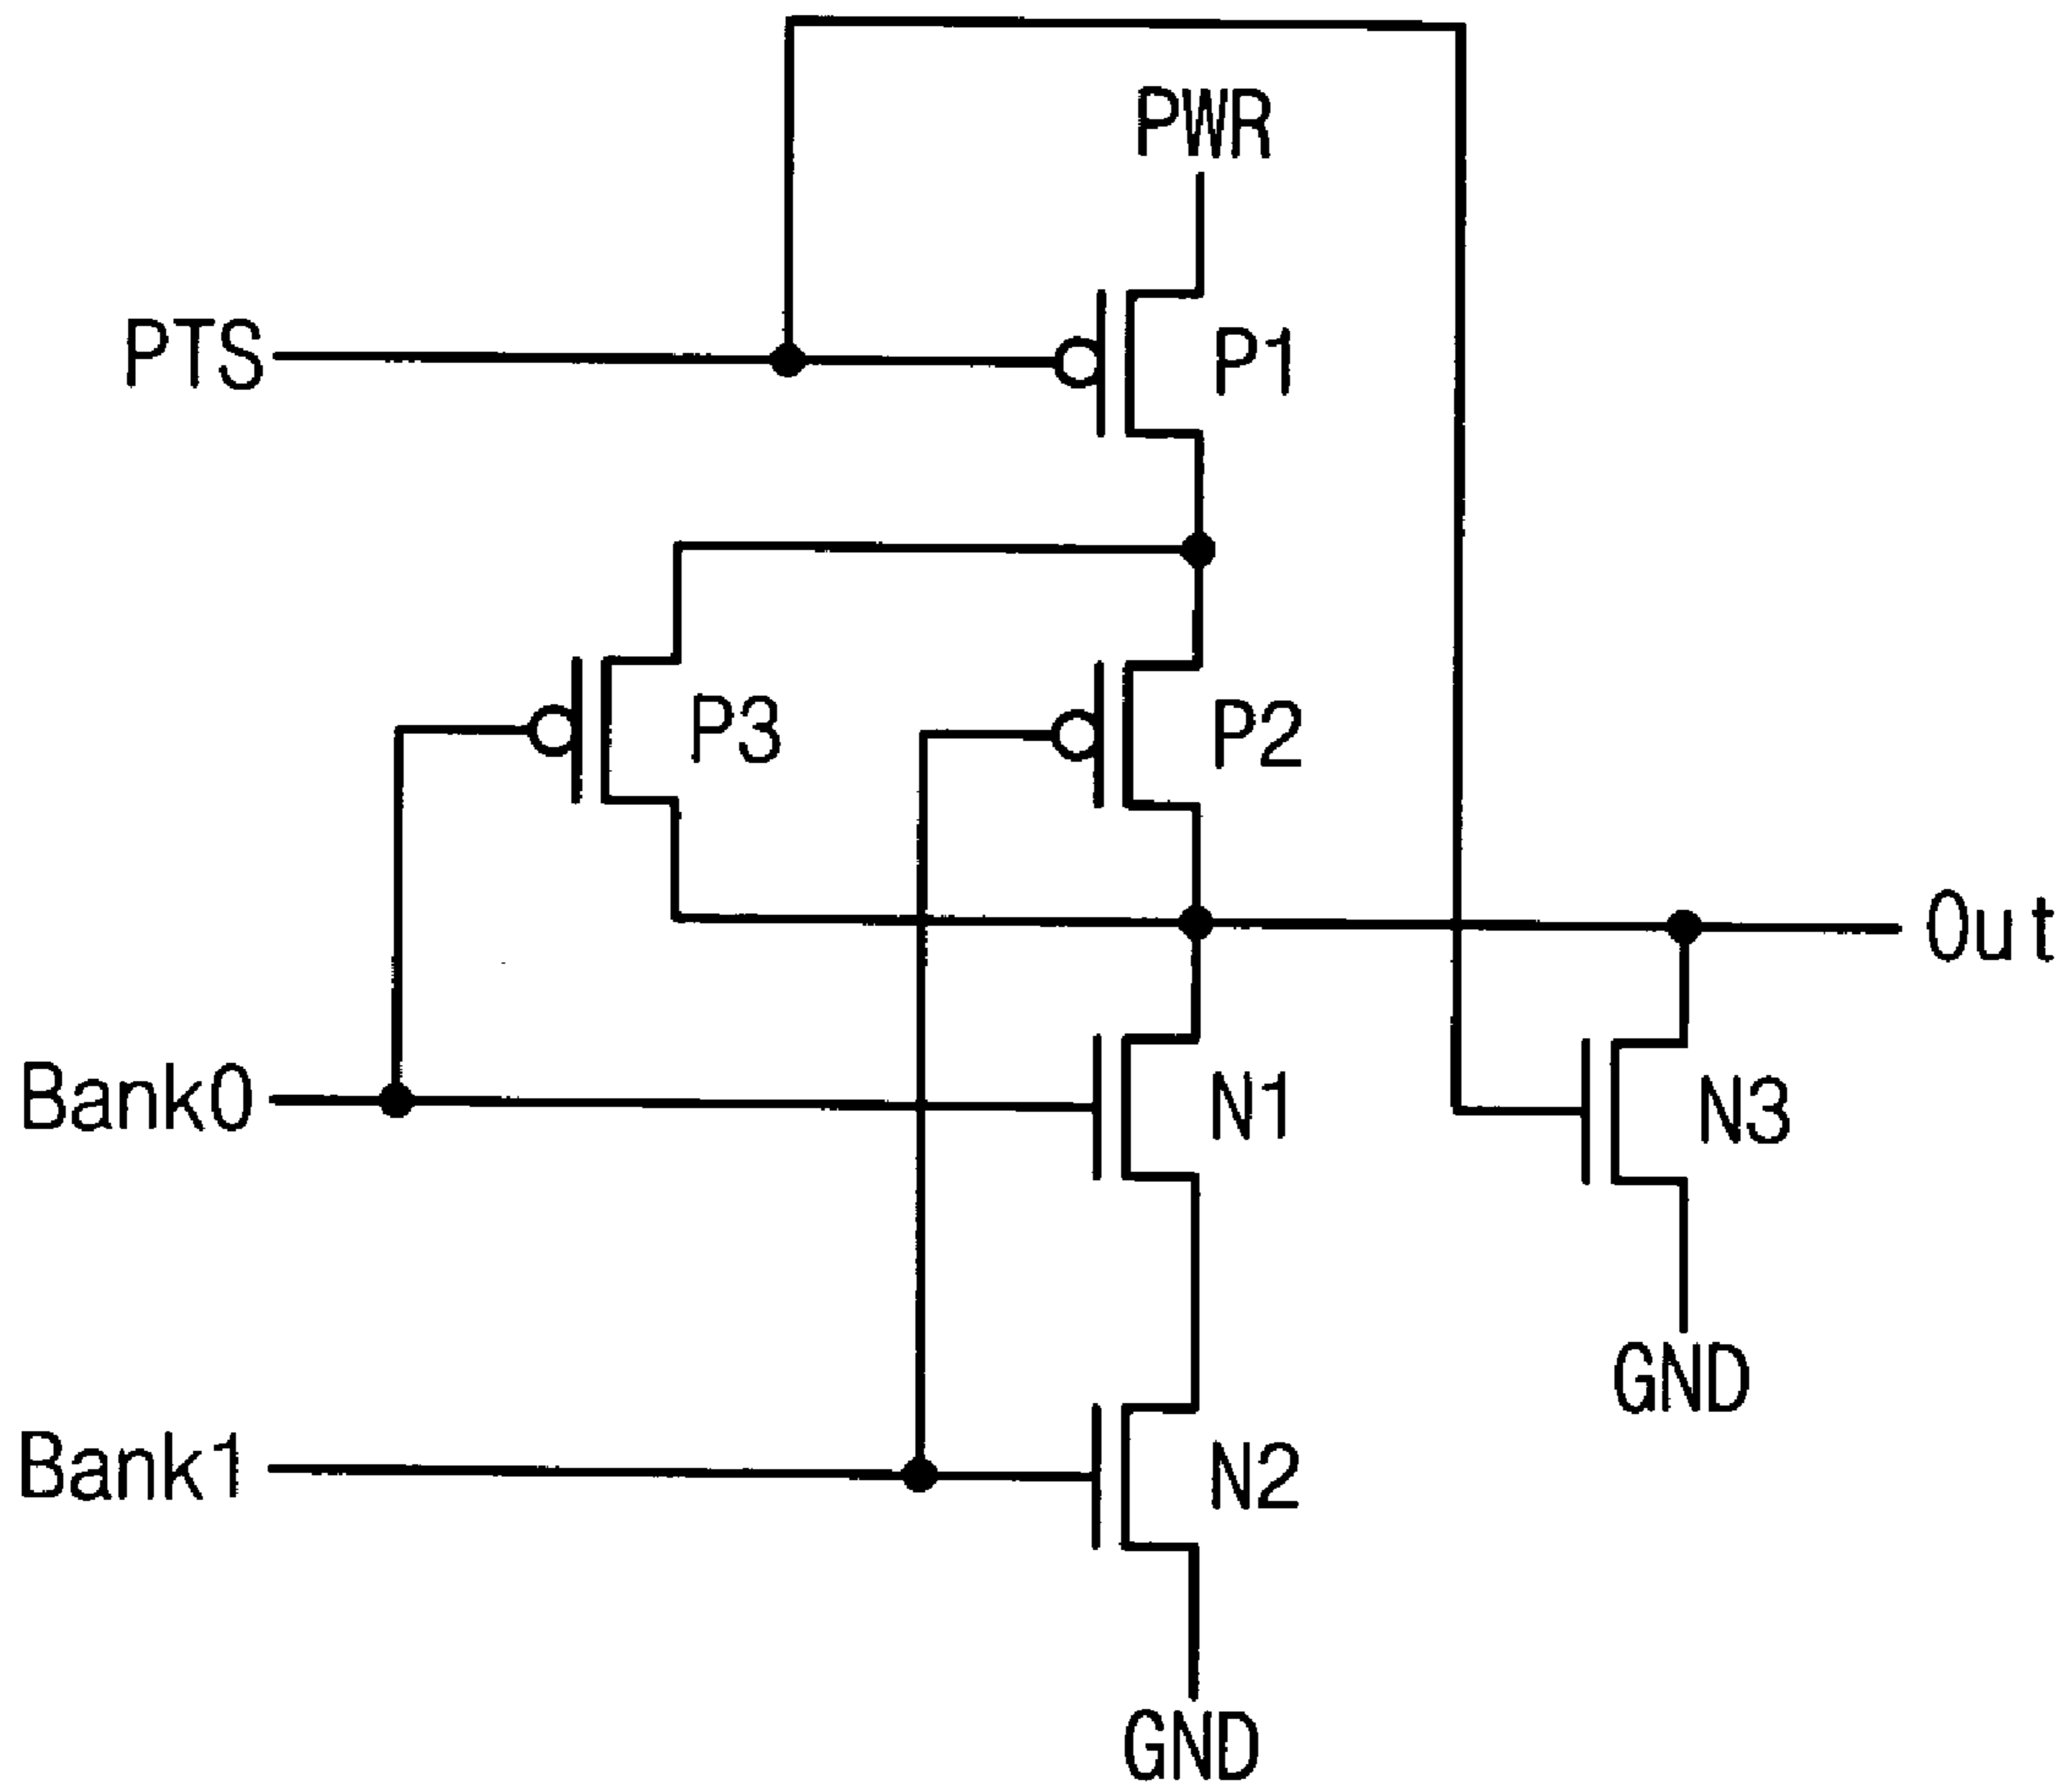 PWR
PTS
P1
P3
P2
Out
Bank0
N1
N3
GND
Bank1
N2
GND